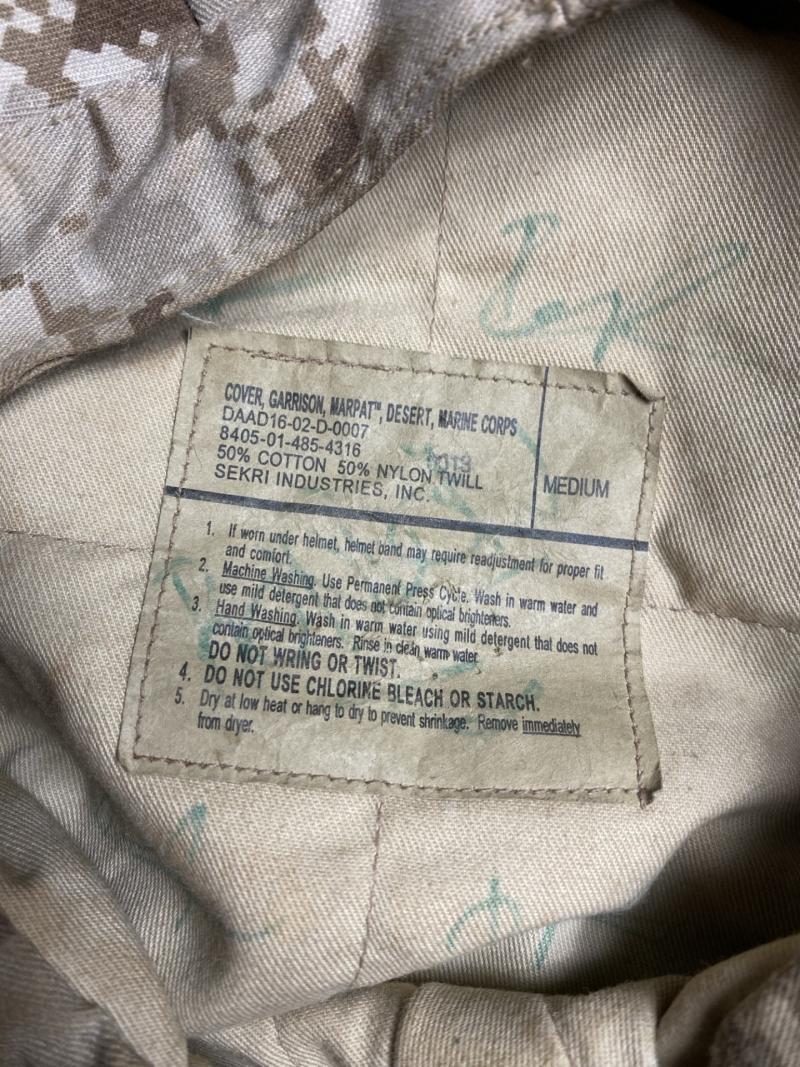 COVER, GARRISON, MARPAT™, DESERT, MARINE CORPS
DAAD16-02-D-0007
8405-01-485-4316
50% COTTON 50% NYLON TWILL
SEKRI INDUSTRIES, INC.
MEDIUM
1. If worn under helmet, helmet band may require readjustment for proper fit
and comfort.
2. Machine Washing. Use Permanent Press Cycle. Wash in warm water and
use mild detergent that does not contain optical brighteners.
3. Hand Washing. Wash in warm water using mild detergent that does not
contain optical brighteners. Rinse in clean warm water.
DO NOT WRING OR TWIST.
4. DO NOT USE CHLORINE BLEACH OR STARCH.
5. Dry at low heat or hang to dry to prevent shrinkage. Remove immediately
from dryer.